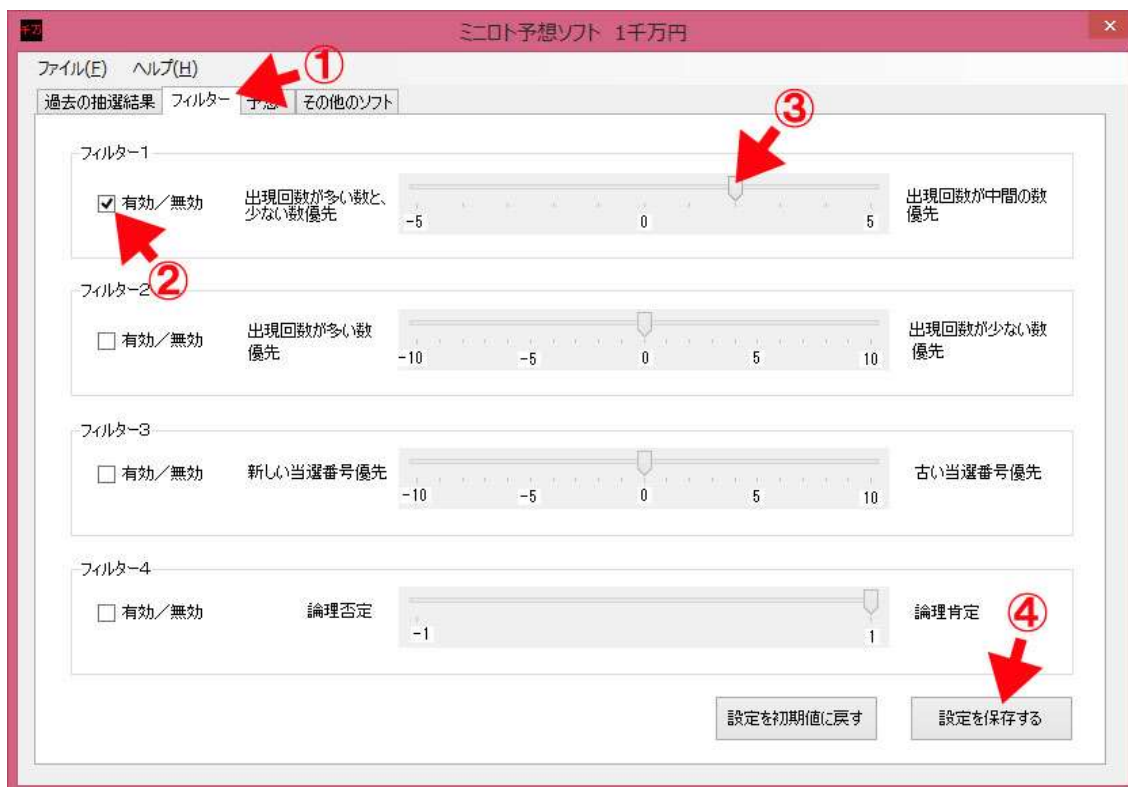 千万
ミニロト予想ソフト 1千万円
×
ファイル(F) ヘルプ(H)
①
過去の抽選結果 フィルター 予想 その他のソフト
③
フィルター1
有効/無効
出現回数が多い数と、
少ない数優先
-5 0 5
出現回数が中間の数
優先
②
フィルター2
有効/無効
出現回数が多い数
優先
-10 -5 0 5 10
出現回数が少ない数
優先
フィルター3
有効/無効
新しい当選番号優先
-10 -5 0 5 10
古い当選番号優先
フィルター4
有効/無効
論理否定
-1 1
論理肯定
④
設定を初期値に戻す 設定を保存する